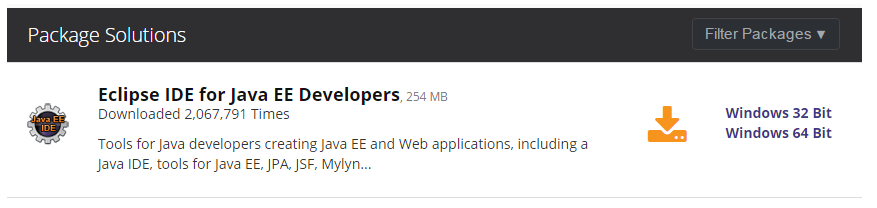 Package Solutions
Filter Packages ▼
Java EE
IDE
Eclipse IDE for Java EE Developers, 254 MB
Downloaded 2,067,791 Times
Tools for Java developers creating Java EE and Web applications, including a
Java IDE, tools for Java EE, JPA, JSF, Mylyn...
Windows 32 Bit
Windows 64 Bit